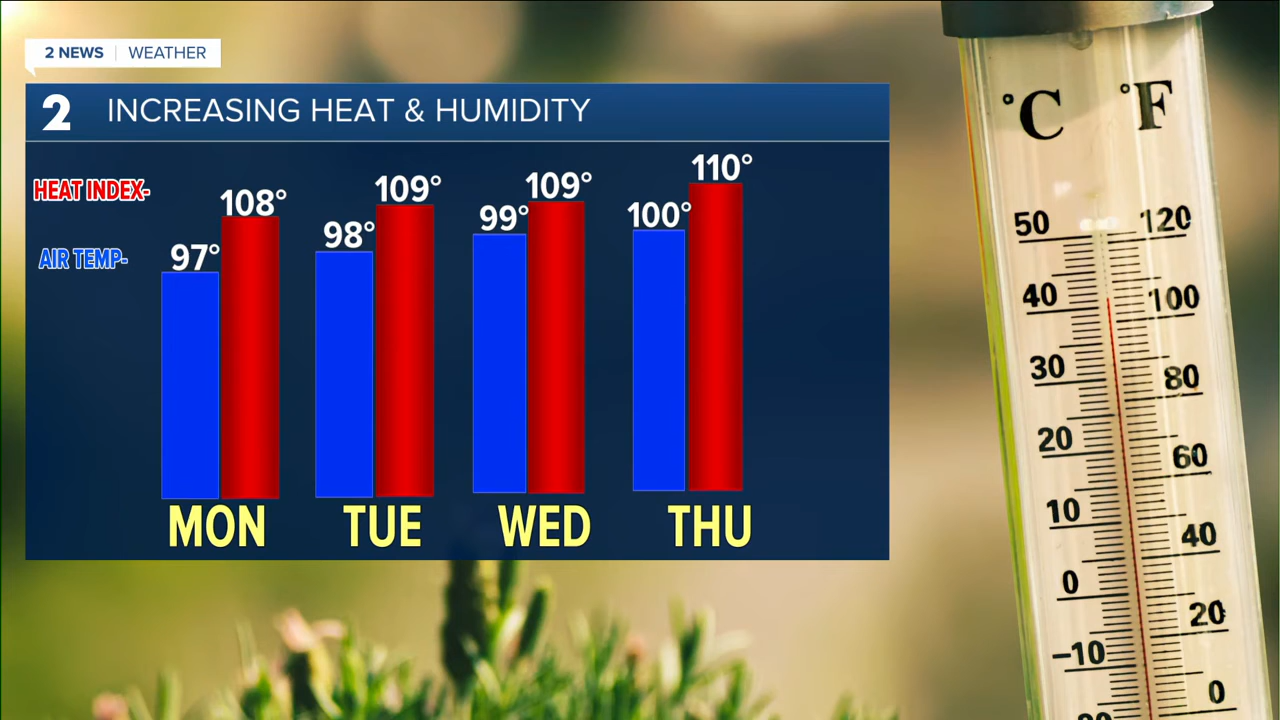 2 NEWS | WEATHER
2 INCREASING HEAT & HUMIDITY
HEAT INDEX-
AIR TEMP-
97° 108° 98° 109° 99° 109° 100° 110°
MON TUE WED THU
°C °F
50 120
40 100
30 80
20 60
10 40
0 20
-10 0